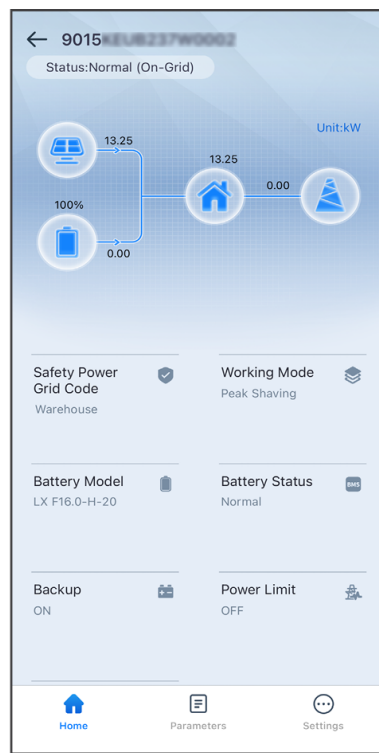 9015
Status:Normal (On-Grid)
Unit:kW
13.25
13.25
0.00
100%
0.00
Safety Power
Grid Code
Warehouse
Working Mode
Peak Shaving
Battery Model
LX F16.0-H-20
Battery Status
BMS
Normal
Backup
ON
Power Limit
OFF
Home
Parameters
Settings